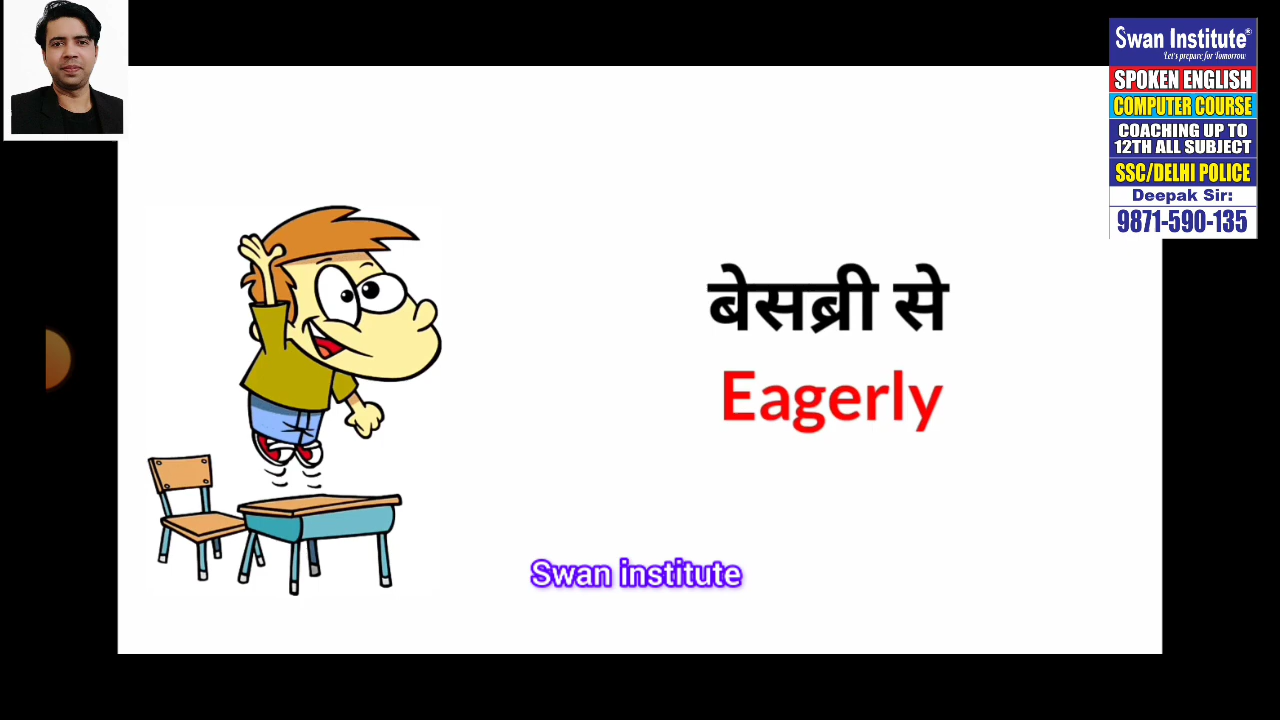 Swan Institute®
Let's prepare for Tomorrow
SPOKEN ENGLISH
COMPUTER COURSE
COACHING UP TO
12TH ALL SUBJECT
SSC/DELHI POLICE
Deepak Sir:
9871-590-135
बेसब्री से
Eagerly
Swan institute